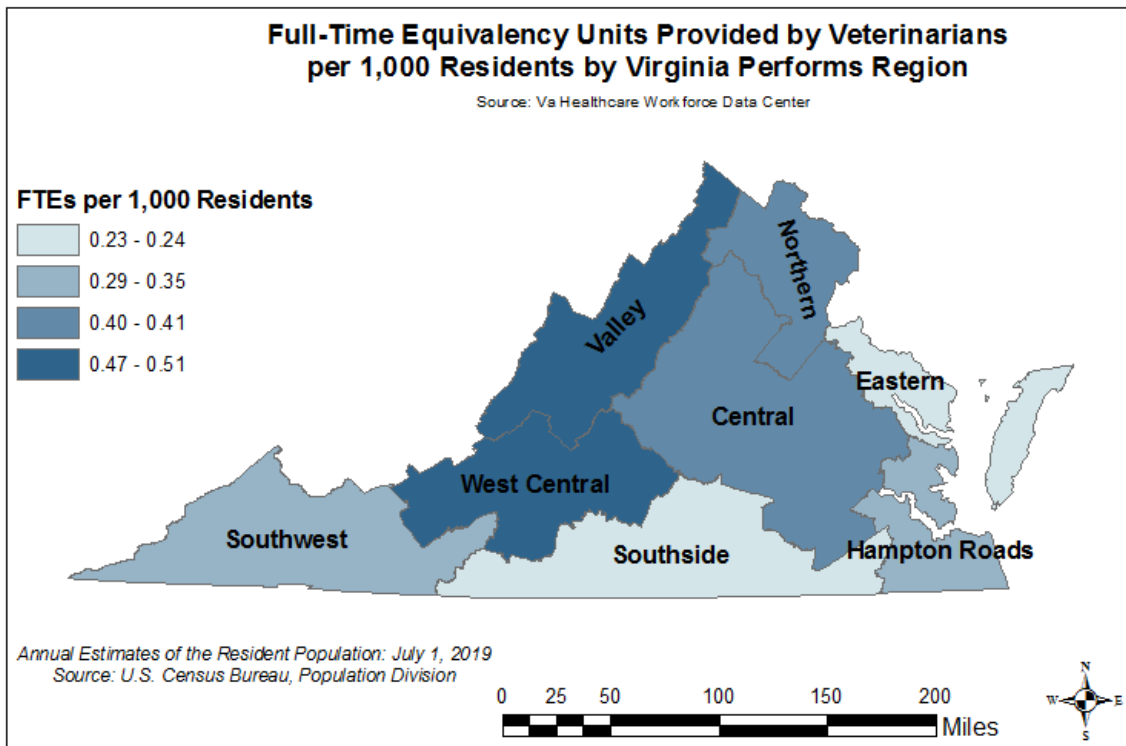 Full-Time Equivalency Units Provided by Veterinarians
per 1,000 Residents by Virginia Performs Region
Source: Va Healthcare Workforce Data Center
FTEs per 1,000 Residents
0.23 - 0.24
0.29 - 0.35
0.40 - 0.41
0.47 - 0.51
Northern
Valley
Eastern
Central
West Central
Southwest
Southside
Hampton Roads
Annual Estimates of the Resident Population: July 1, 2019
Source: U.S. Census Bureau, Population Division
0 25 50 100 150 200
Miles
N
W E
S